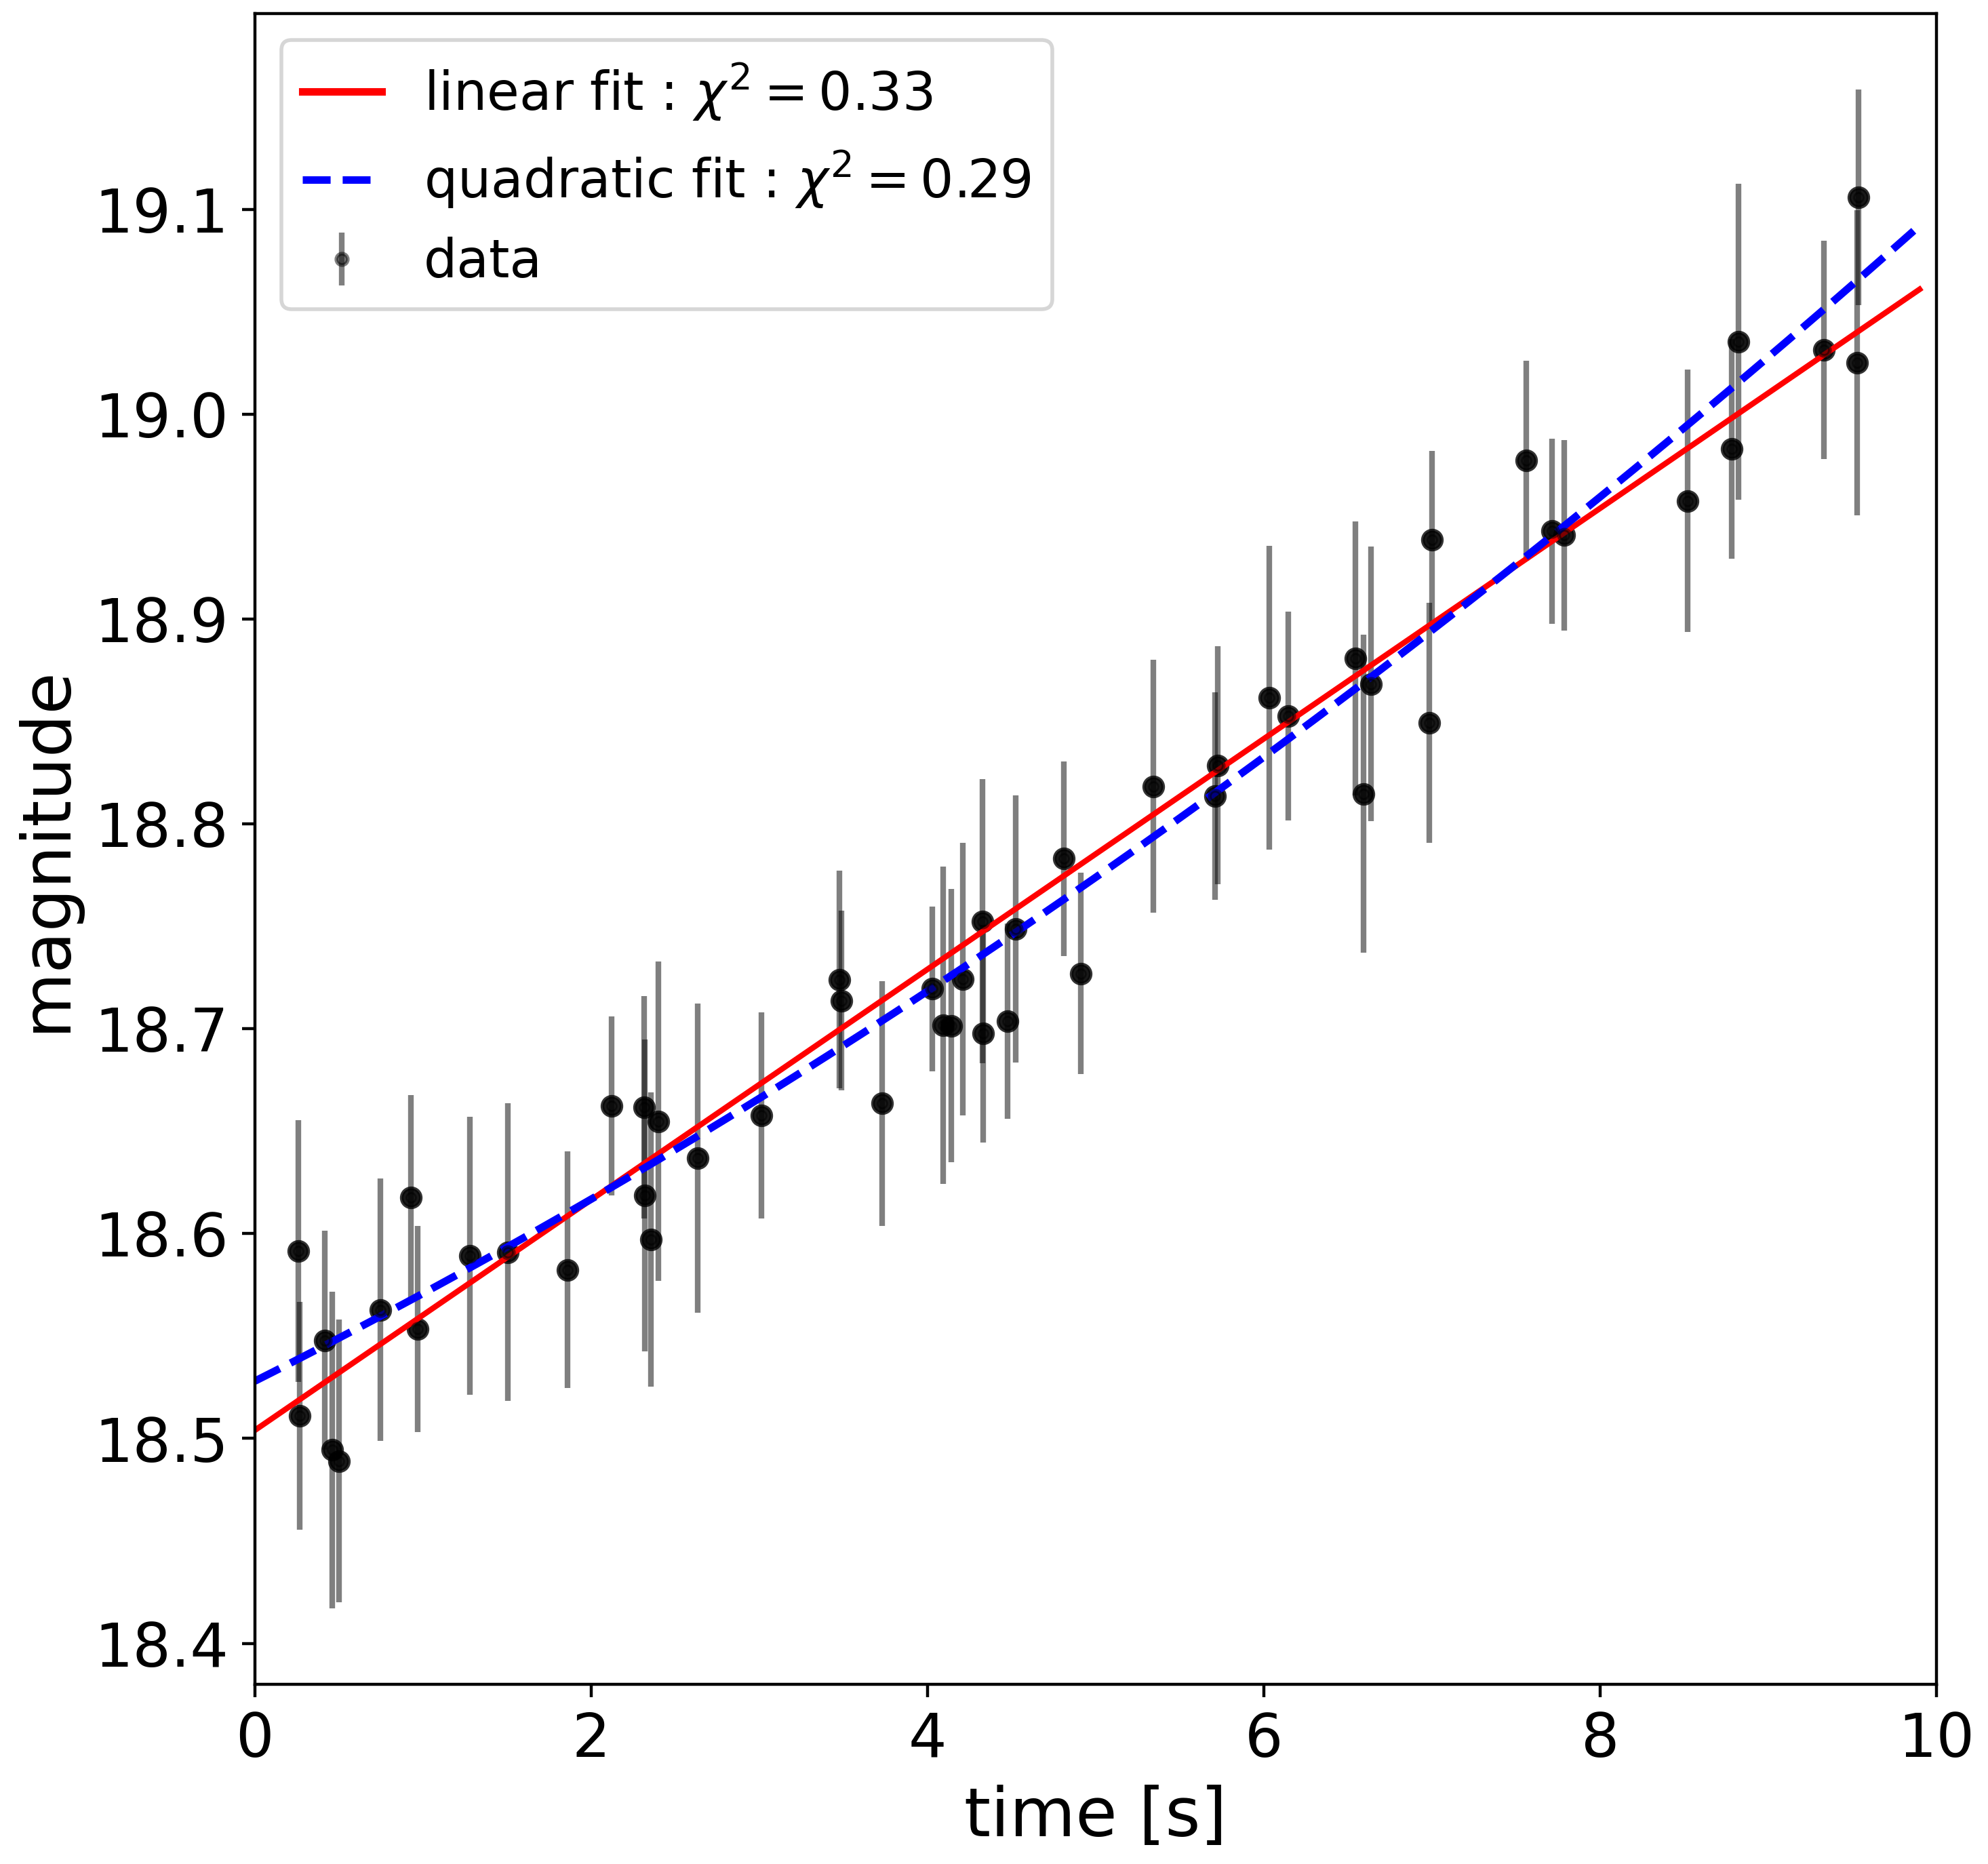 linear fit : χ² = 0.33
quadratic fit : χ² = 0.29
data
19.1
19.0
18.9
18.8
18.7
18.6
18.5
18.4
magnitude
0 2 4 6 8 10
time [s]